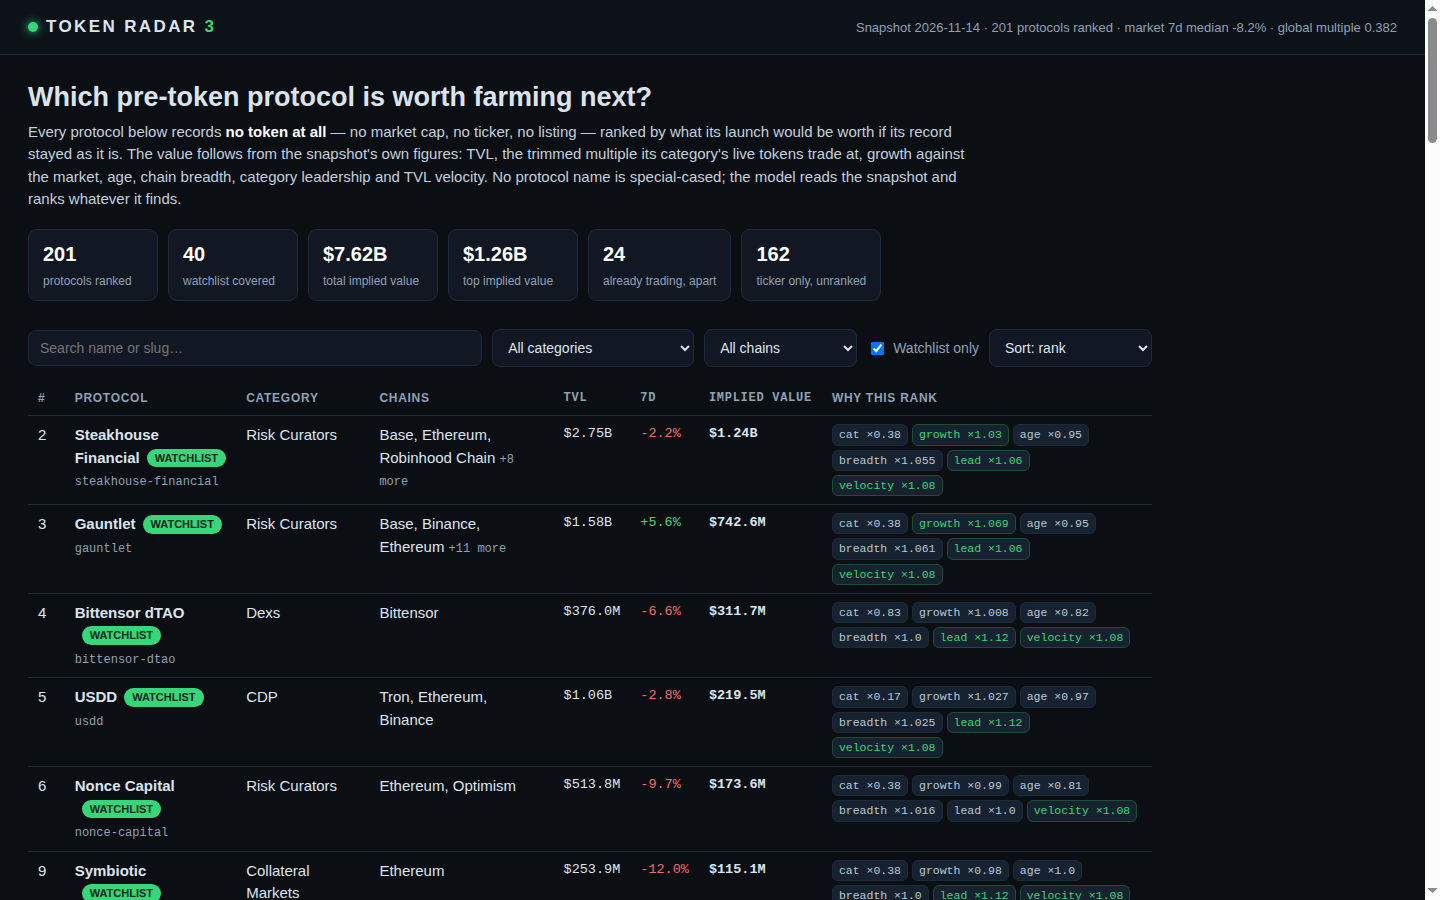 TOKEN RADAR 3
Snapshot 2026-11-14 · 201 protocols ranked · market 7d median -8.2% · global multiple 0.382
Which pre-token protocol is worth farming next?
Every protocol below records no token at all — no market cap, no ticker, no listing — ranked by what its launch would be worth if its record
stayed as it is. The value follows from the snapshot's own figures: TVL, the trimmed multiple its category's live tokens trade at, growth against
the market, age, chain breadth, category leadership and TVL velocity. No protocol name is special-cased; the model reads the snapshot and
ranks whatever it finds.
201
protocols ranked
40
watchlist covered
$7.62B
total implied value
$1.26B
top implied value
24
already trading, apart
162
ticker only, unranked
Search name or slug…
All categories
All chains
Watchlist only
Sort: rank
# PROTOCOL CATEGORY CHAINS TVL 7D IMPLIED VALUE WHY THIS RANK
2 Steakhouse Financial WATCHLIST
steakhouse-financial
Risk Curators
Base, Ethereum,
Robinhood Chain +8
more
$2.75B -2.2% $1.24B
cat ×0.38 growth ×1.03 age ×0.95
breadth ×1.055 lead ×1.06
velocity ×1.08
3 Gauntlet WATCHLIST
gauntlet
Risk Curators
Base, Binance,
Ethereum +11 more
$1.58B +5.6% $742.6M
cat ×0.38 growth ×1.069 age ×0.95
breadth ×1.061 lead ×1.06
velocity ×1.08
4 Bittensor dTAO
WATCHLIST
bittensor-dtao
Dexs
Bittensor
$376.0M -6.6% $311.7M
cat ×0.83 growth ×1.008 age ×0.82
breadth ×1.0 lead ×1.12 velocity ×1.08
5 USDD WATCHLIST
usdd
CDP
Tron, Ethereum,
Binance
$1.06B -2.8% $219.5M
cat ×0.17 growth ×1.027 age ×0.97
breadth ×1.025 lead ×1.12
velocity ×1.08
6 Nonce Capital
WATCHLIST
nonce-capital
Risk Curators
Ethereum, Optimism
$513.8M -9.7% $173.6M
cat ×0.38 growth ×0.99 age ×0.81
breadth ×1.016 lead ×1.0 velocity ×1.08
9 Symbiotic
WATCHLIST
Collateral
Markets
Ethereum
$253.9M -12.0% $115.1M
cat ×0.38 growth ×0.98 age ×1.0
breadth ×1.0 lead ×1.12 velocity ×1.08